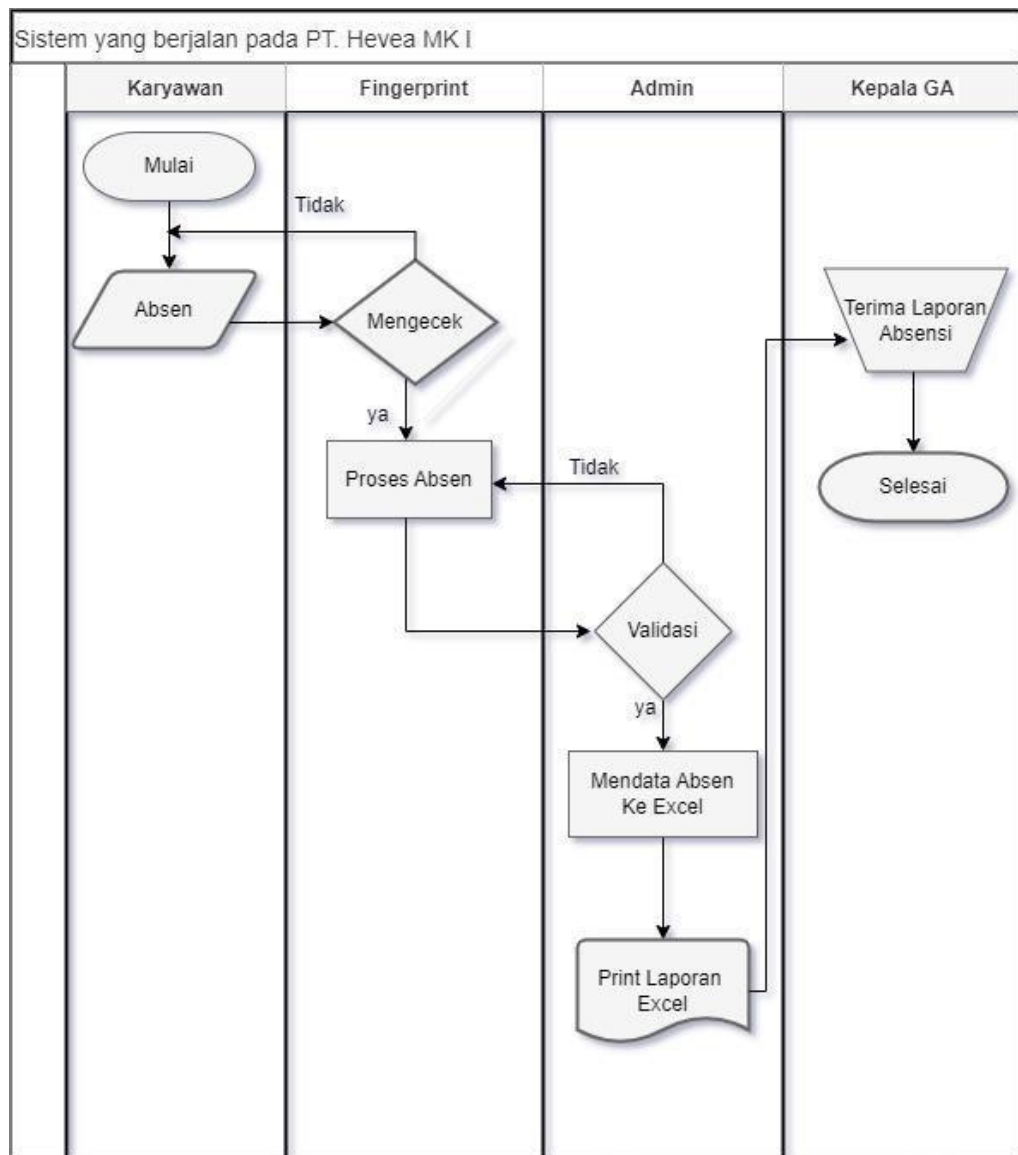 Sistem yang berjalan pada PT. Hevea MK I
Karyawan
Fingerprint
Admin
Kepala GA
Mulai
Tidak
Absen
Mengecek
Terima Laporan
Absensi
ya
Proses Absen
Tidak
Selesai
Validasi
ya
Mendata Absen
Ke Excel
Print Laporan
Excel